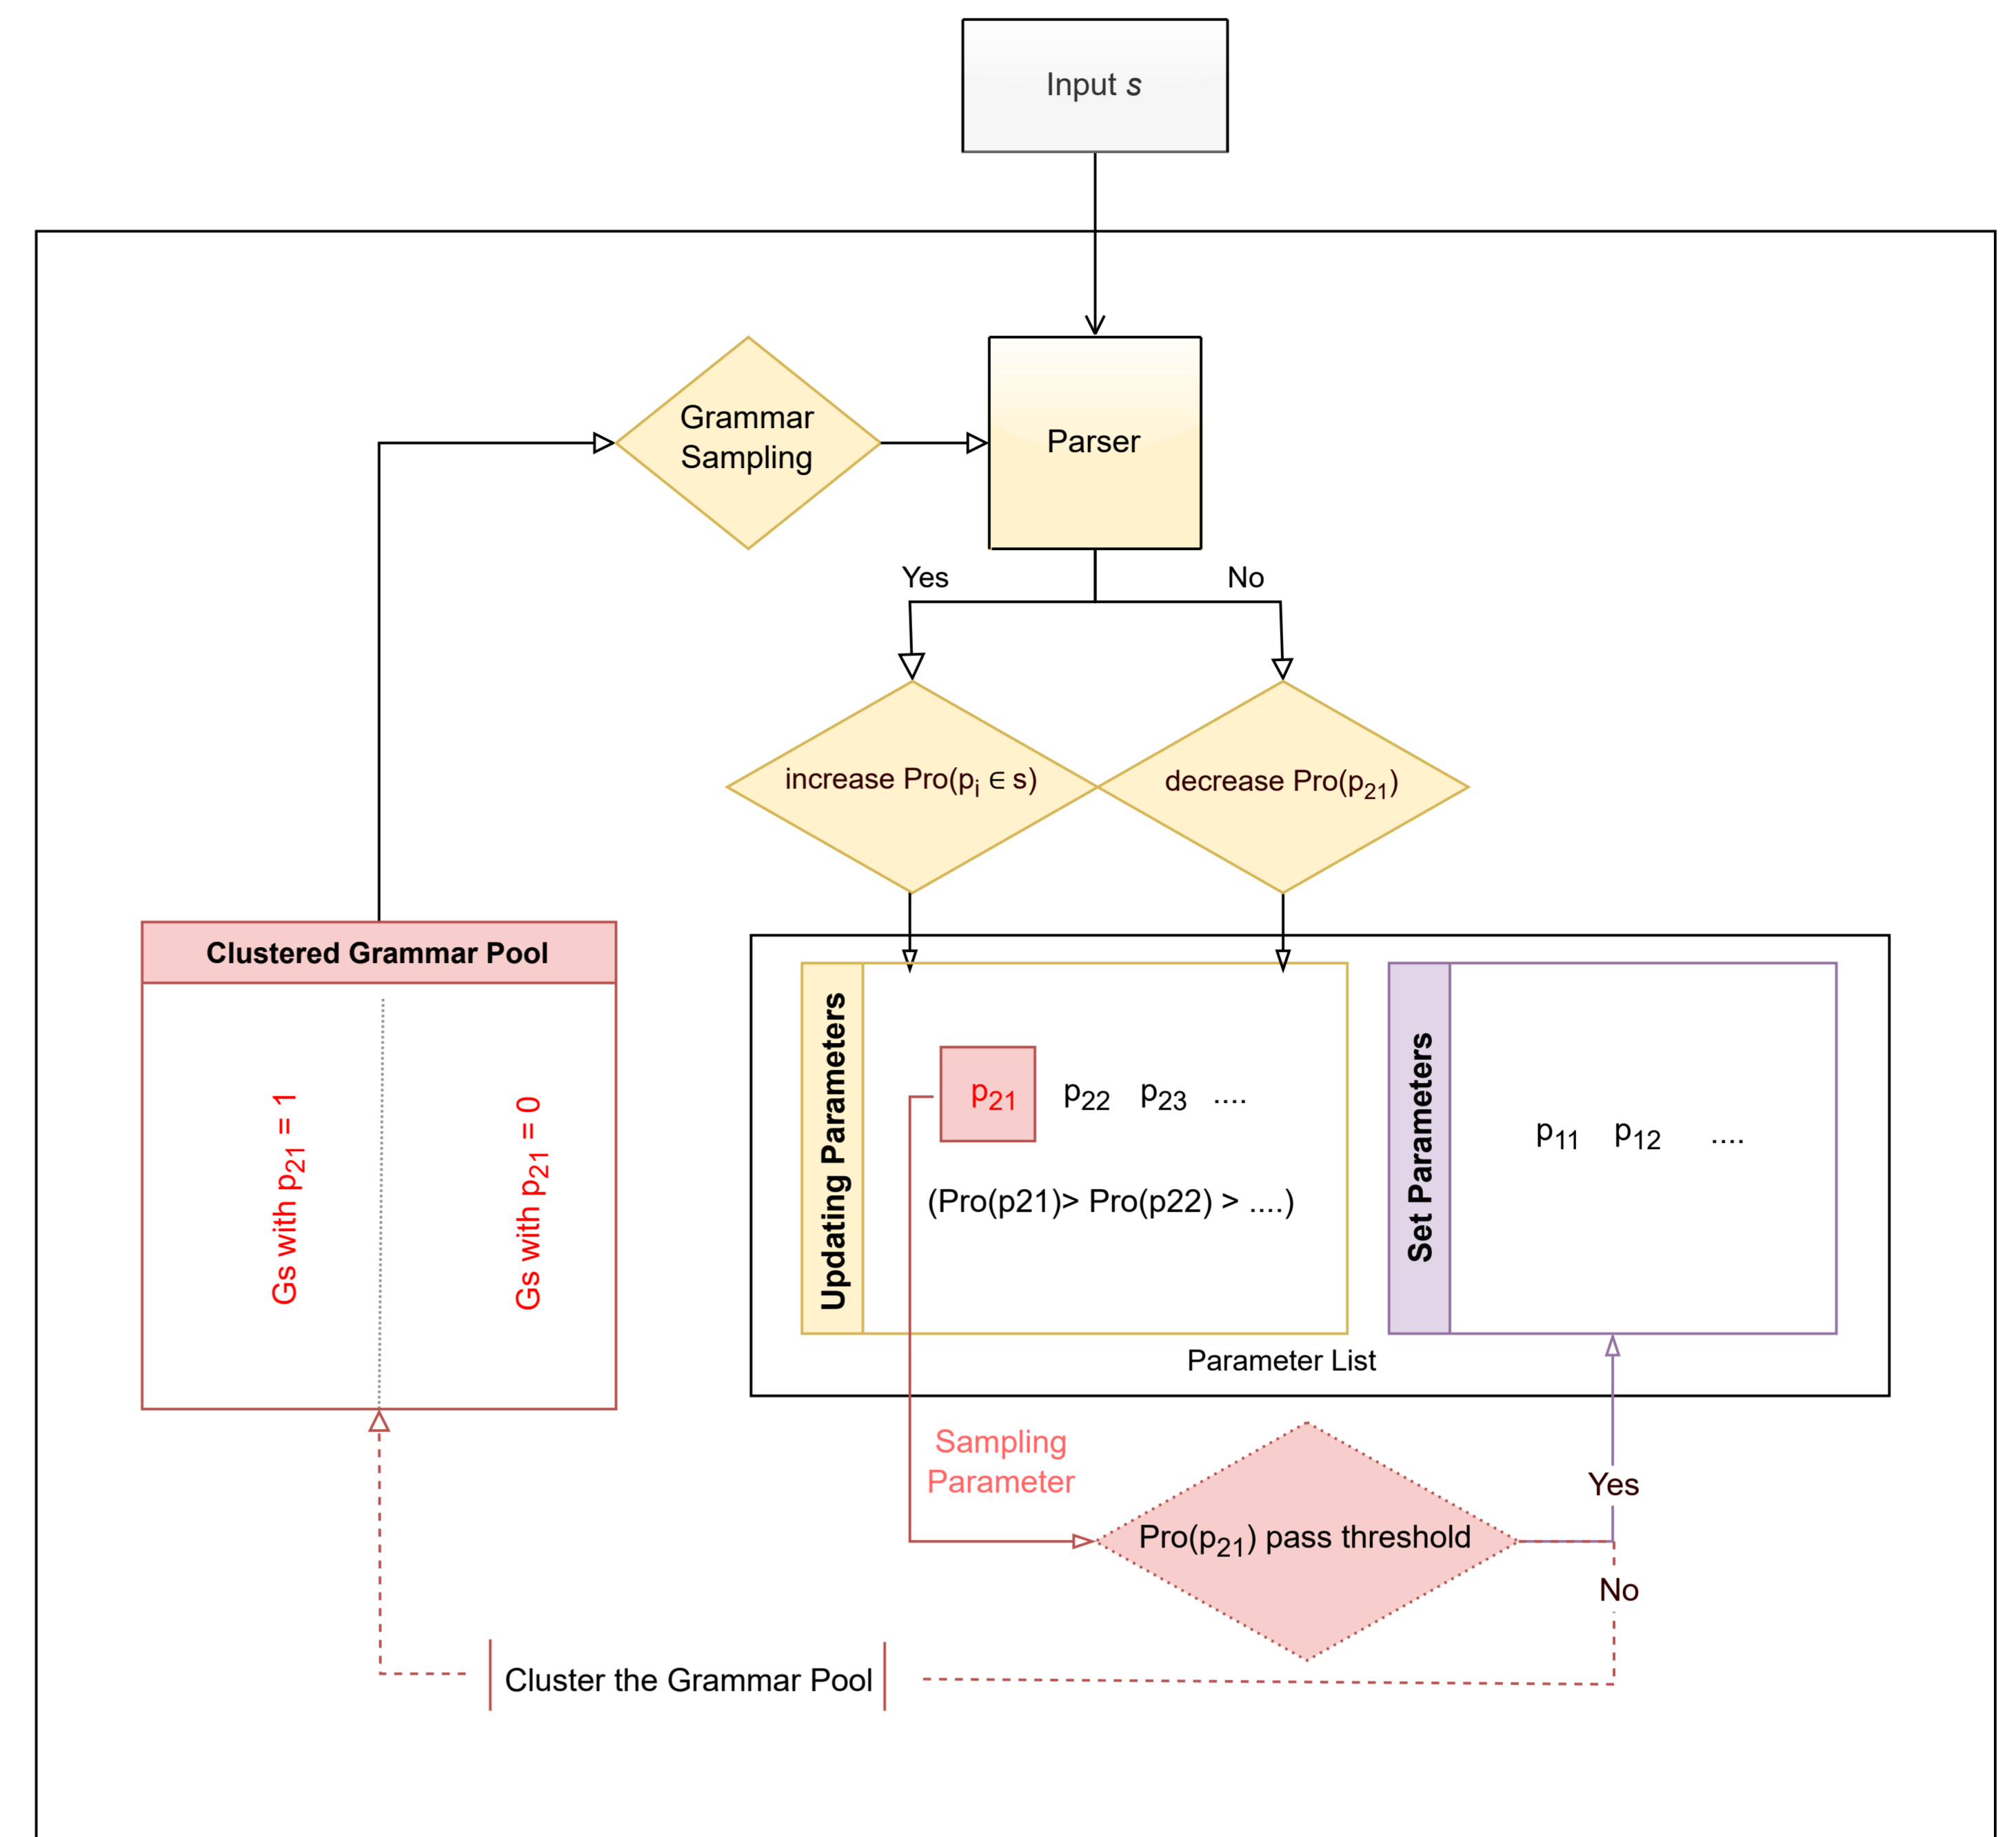 Input s
Grammar
Sampling
Parser
Yes
No
increase Pro(pᵢ ∈ s)
decrease Pro(p₂₁)
Clustered Grammar Pool
Gs with p₂₁ = 1
Gs with p₂₁ = 0
Updating Parameters
p₂₁ p₂₂ p₂₃ ....
(Pro(p21)> Pro(p22) > ....)
Set Parameters
p₁₁ p₁₂ ....
Parameter List
Sampling
Parameter
Pro(p₂₁) pass threshold
Yes
No
Cluster the Grammar Pool